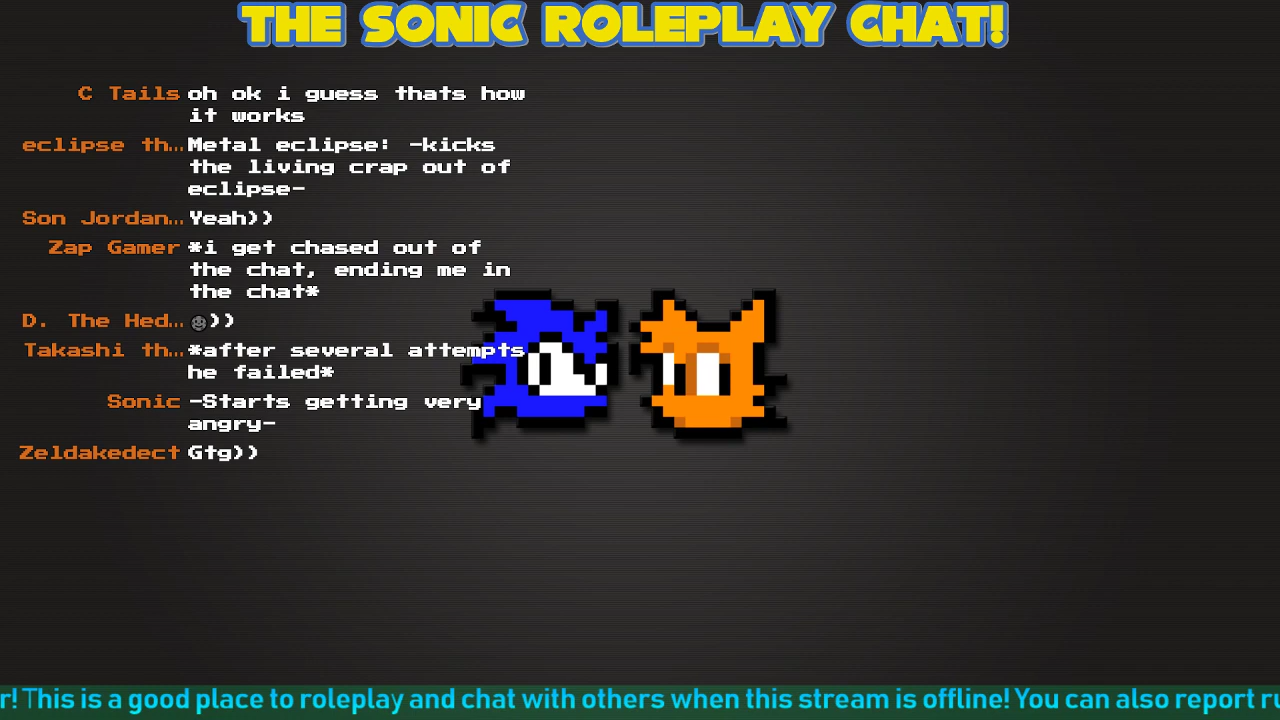 THE SONIC ROLEPLAY CHAT!
C Tails oh ok i guess thats how
it works
eclipse th... Metal eclipse: -kicks
the living crap out of
eclipse-
Son Jordan... Yeah))
Zap Gamer *i get chased out of
the chat, ending me in
the chat*
D. The Hed... ))
Takashi th... *after several attempts
he failed*
Sonic -Starts getting very
angry-
Zeldakedect Gtg))
r! This is a good place to roleplay and chat with others when this stream is offline! You can also report ru